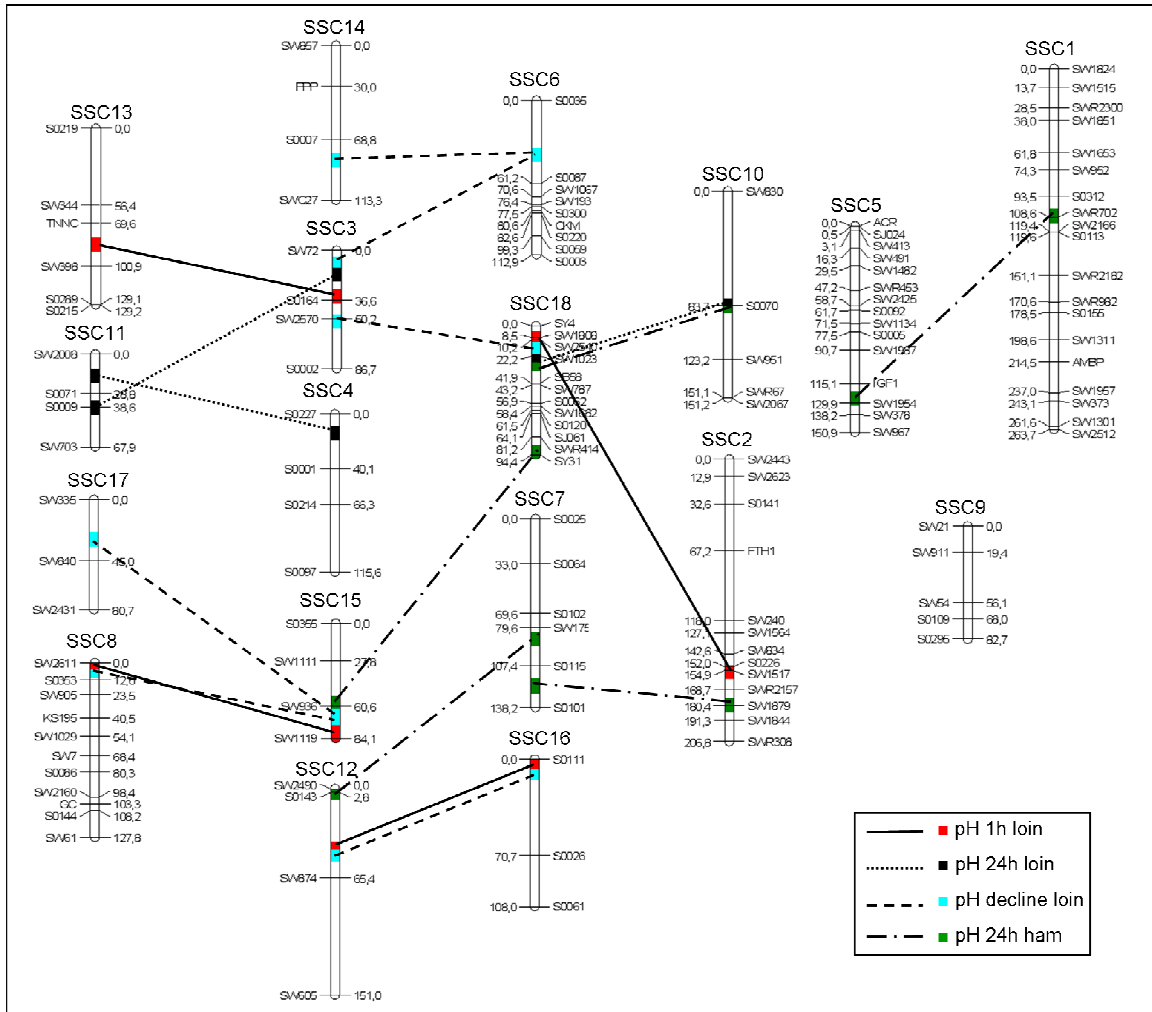 SSC14
SW857 0,0
30,0
S0007 68,8
SWC27 113,3
SSC6
0,0 S0035
61,2 S0087
70,6 SW1067
76,4 SW193
77,5 S0300
80,6 CKM
82,6 S0220
99,3 S0059
112,9 S0003
SSC1
0,0 SW1824
13,7 SW1515
28,5 SWR2300
36,0 SW1851
61,8 SW1653
74,3 SW952
93,5 S0312
108,6 SWR702
119,4 SW2166
119,6 S0113
151,1 SWR2182
170,6 SWR982
178,5 S0155
198,6 SW1311
214,5 AMBP
237,0 SW1957
243,1 SW373
261,6 SW1301
263,7 SW2512
SSC13
S0219 0,0
SW344 56,4
TNNC 69,6
SW398 100,9
S0289 129,1
S0215 129,2
SSC3
SW72 0,0
S0164 36,6
SW2570 50,2
S0002 86,7
SSC10
0,0 SW830
S0070
123,2 SW951
151,1 SWR67
151,2 SW2067
SSC5
0,0 ACR
0,5 SJ024
SW413
16,3 SW491
29,5 SW1482
47,2 SWR453
58,7 SW2425
61,7 S0092
71,5 SW1134
77,5 S0005
90,7 SW1987
115,1 IGF1
129,9 SW1954
138,2 SW378
150,9 SW967
SSC11
SW2008 0,0
S0071
S0009 38,6
SW703 67,9
SSC18
0,0 SY4
8,5
10,2
22,2 SW1023
41,9
43,2 SW787
56,9
58,4
61,5 S0120
64,1 SJ061
81,2 SWR414
94,4 SY31
SSC4
S0227 0,0
S0001 40,1
S0214 66,3
S0097 115,6
SSC17
SW335 0,0
SW840 45,0
SW2431 80,7
SSC2
0,0 SW2443
12,9 SW2623
32,6 S0141
67,2 FTH1
118,0 SW240
SW1564
142,6 SW834
152,0 S0226
154,9 SW1517
168,7 SWR2157
180,4 SW1879
191,3 SW1844
206,8 SWR308
SSC7
0,0 S0025
33,0 S0064
69,6 S0102
79,6 SW175
107,4 S0115
138,2 S0101
SSC9
SW21 0,0
SW911 19,4
SW54 56,1
S0109 68,0
S0295 82,7
SSC15
S0355 0,0
SW1111
SW936 60,6
SW1119 84,1
SSC8
SW2611 0,0
S0353
SW905 23,5
KS195 40,5
SW1029 54,1
SW7 68,4
S0086 80,3
SW2160 98,4
GC 103,3
S0144 108,2
SW61 127,8
SSC12
SW2490 0,0
S0143 2,8
SW874 65,4
SW605 151,0
SSC16
0,0 S0111
70,7 S0026
108,0 S0061
pH 1h loin
pH 24h loin
pH decline loin
pH 24h ham